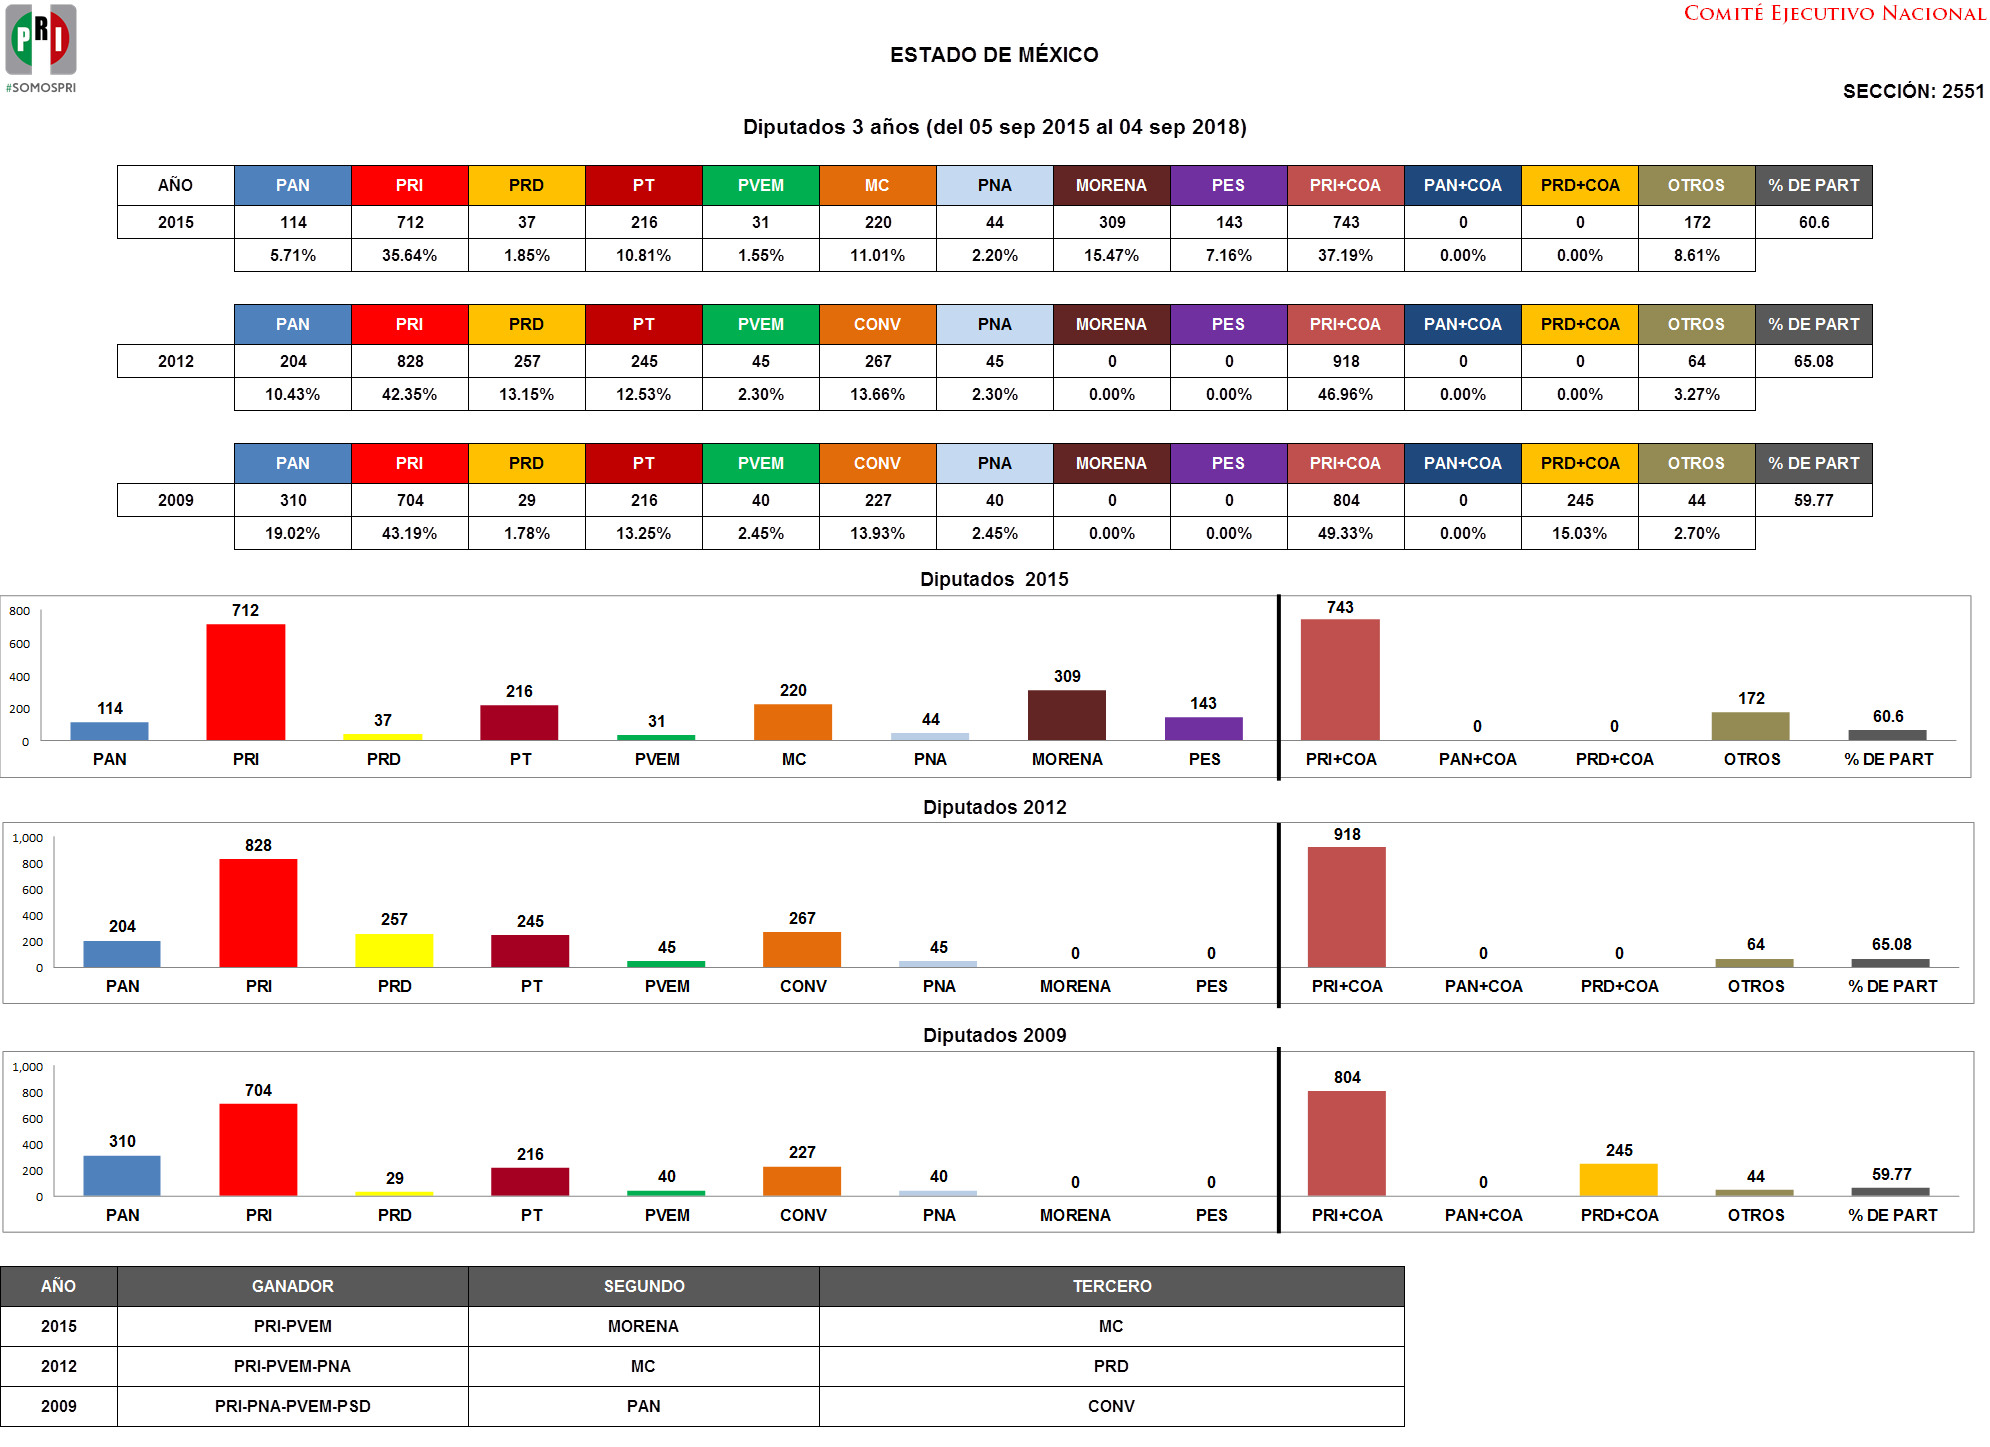 PRI
#SOMOSPRI
COMITÉ EJECUTIVO NACIONAL
ESTADO DE MÉXICO
SECCIÓN: 2551
Diputados 3 años (del 05 sep 2015 al 04 sep 2018)
AÑO PAN PRI PRD PT PVEM MC PNA MORENA PES PRI+COA PAN+COA PRD+COA OTROS % DE PART
2015 114 712 37 216 31 220 44 309 143 743 0 0 172 60.6
5.71% 35.64% 1.85% 10.81% 1.55% 11.01% 2.20% 15.47% 7.16% 37.19% 0.00% 0.00% 8.61%
PAN PRI PRD PT PVEM CONV PNA MORENA PES PRI+COA PAN+COA PRD+COA OTROS % DE PART
2012 204 828 257 245 45 267 45 0 0 918 0 0 64 65.08
10.43% 42.35% 13.15% 12.53% 2.30% 13.66% 2.30% 0.00% 0.00% 46.96% 0.00% 0.00% 3.27%
PAN PRI PRD PT PVEM CONV PNA MORENA PES PRI+COA PAN+COA PRD+COA OTROS % DE PART
2009 310 704 29 216 40 227 40 0 0 804 0 245 44 59.77
19.02% 43.19% 1.78% 13.25% 2.45% 13.93% 2.45% 0.00% 0.00% 49.33% 0.00% 15.03% 2.70%
Diputados 2015
800
600
400
200
0
114 712 37 216 31 220 44 309 143 743 0 0 172 60.6
PAN PRI PRD PT PVEM MC PNA MORENA PES PRI+COA PAN+COA PRD+COA OTROS % DE PART
Diputados 2012
1,000
800
600
400
200
0
204 828 257 245 45 267 45 0 0 918 0 0 64 65.08
PAN PRI PRD PT PVEM CONV PNA MORENA PES PRI+COA PAN+COA PRD+COA OTROS % DE PART
Diputados 2009
1,000
800
600
400
200
0
310 704 29 216 40 227 40 0 0 804 0 245 44 59.77
PAN PRI PRD PT PVEM CONV PNA MORENA PES PRI+COA PAN+COA PRD+COA OTROS % DE PART
AÑO GANADOR SEGUNDO TERCERO
2015 PRI-PVEM MORENA MC
2012 PRI-PVEM-PNA MC PRD
2009 PRI-PNA-PVEM-PSD PAN CONV